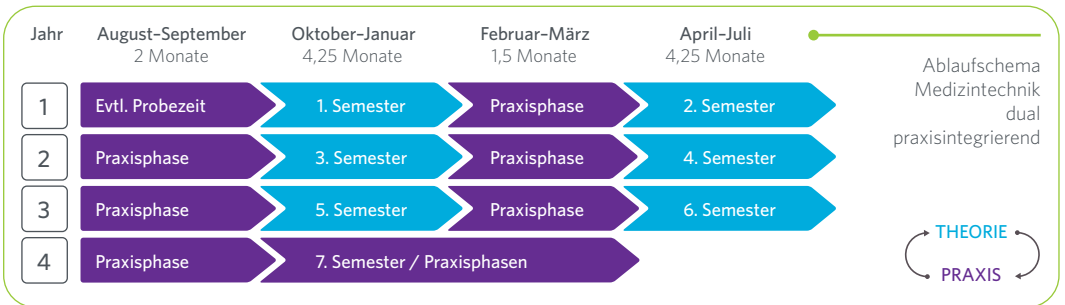 Jahr August–September Oktober–Januar Februar–März April–Juli
2 Monate 4,25 Monate 1,5 Monate 4,25 Monate
Ablaufschema
Medizintechnik
dual
praxisintegrierend
1 Evtl. Probezeit 1. Semester Praxisphase 2. Semester
2 Praxisphase 3. Semester Praxisphase 4. Semester
3 Praxisphase 5. Semester Praxisphase 6. Semester
4 Praxisphase 7. Semester / Praxisphasen
THEORIE
PRAXIS